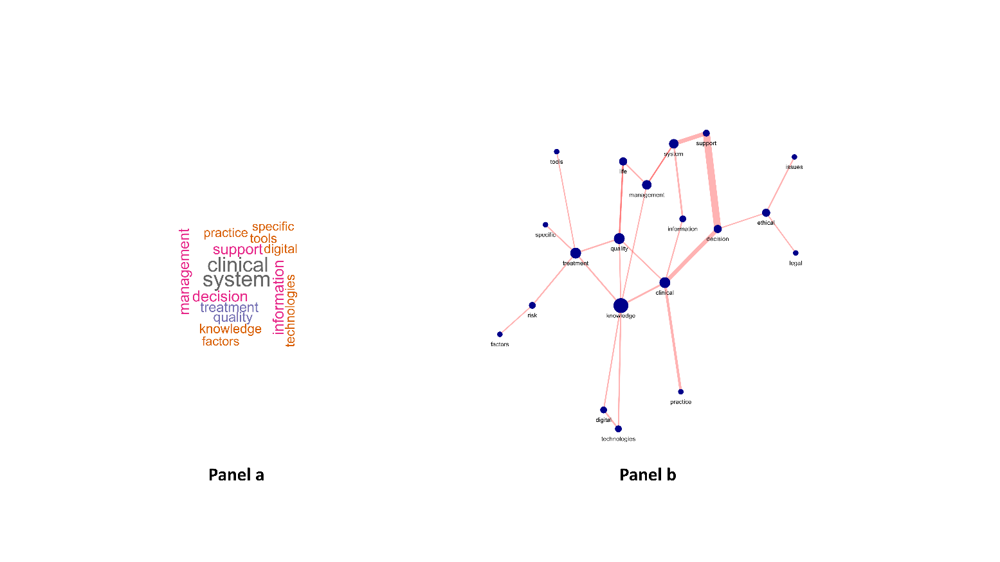 specific
practice
tools
management
support
digital
clinical
system
information
decision
technologies
treatment
quality
knowledge
factors
support
system
tools
issues
life
management
ethical
information
specific
decision
quality
treatment
legal
clinical
risk
knowledge
factors
practice
digital
technologies
Panel a
Panel b